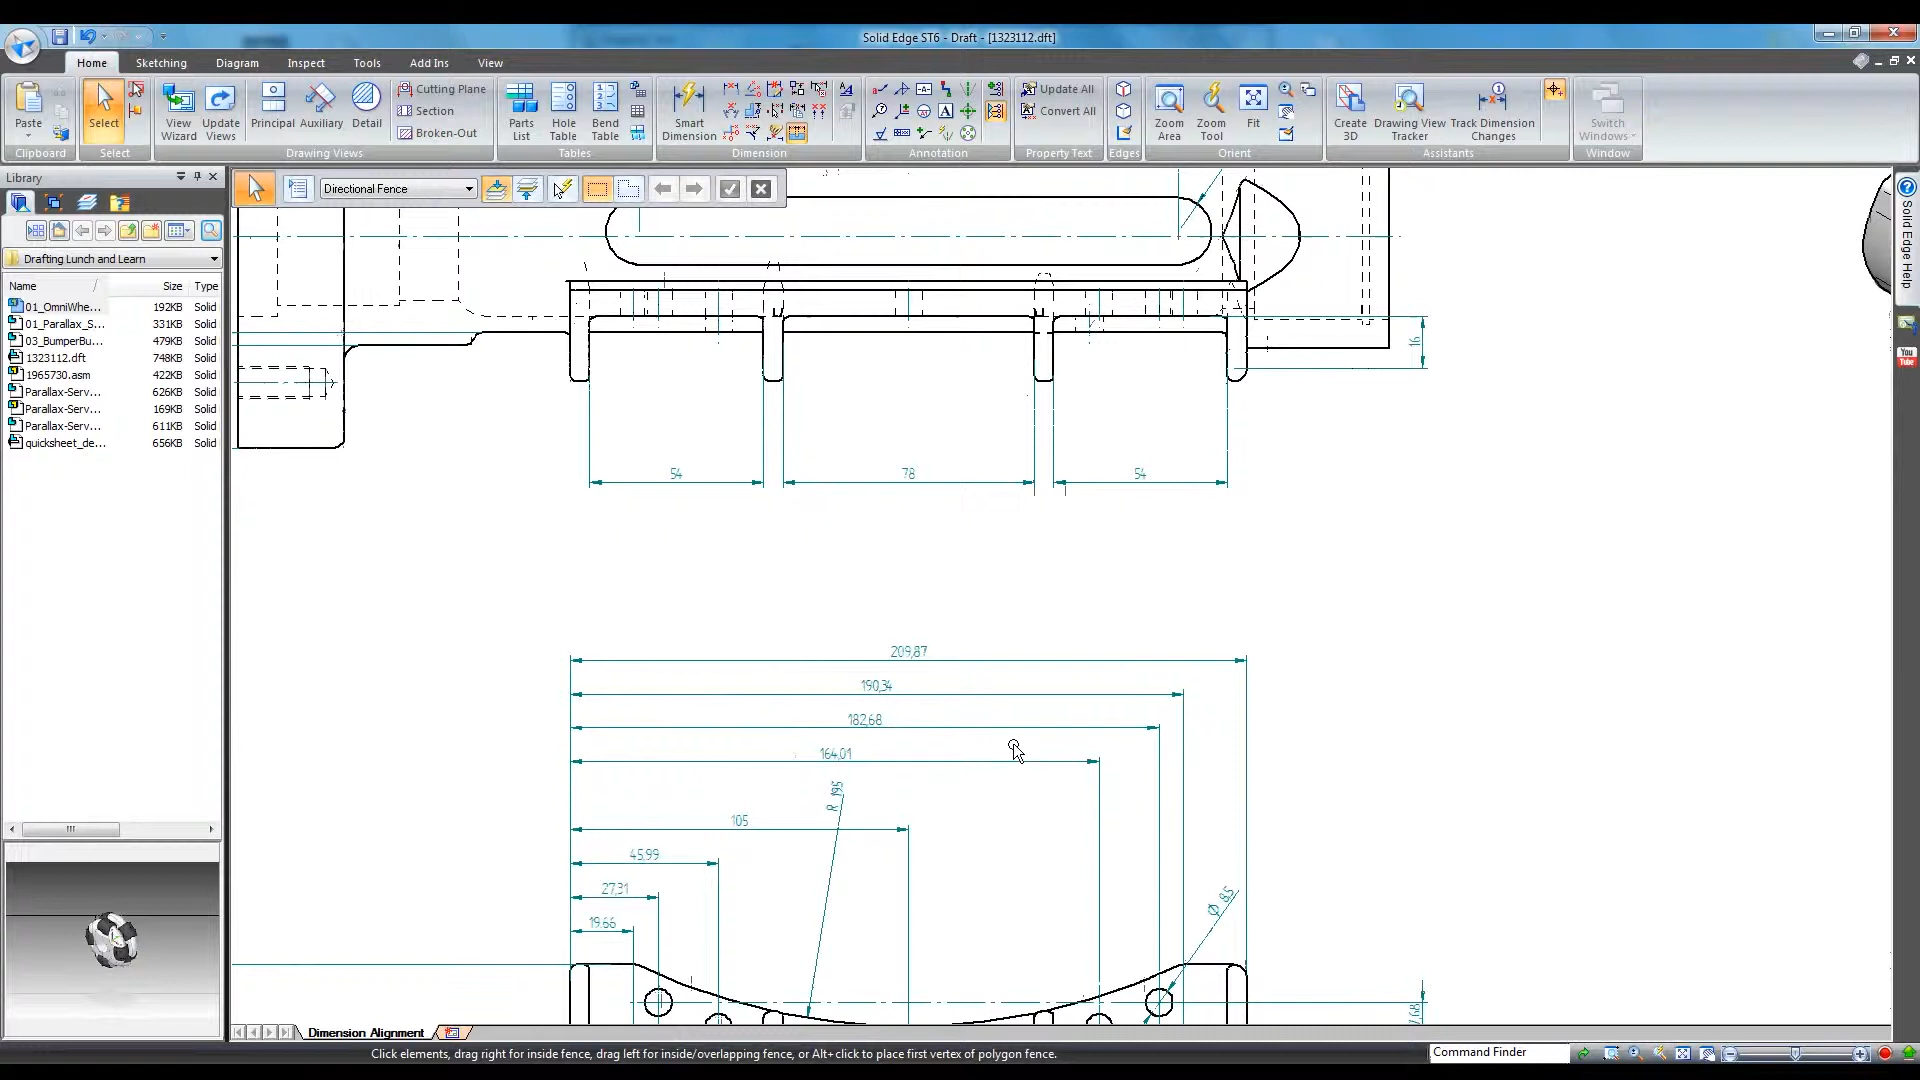 Solid Edge ST6 - Draft - [1323112.dft]
Home Sketching Diagram Inspect Tools Add Ins View
Paste
Clipboard
Select
Select
View Wizard
Update Views
Principal
Auxiliary
Detail
Cutting Plane
Section
Broken-Out
Drawing Views
Parts List
Hole Table
Bend Table
Tables
Smart Dimension
Dimension
Annotation
Update All
Convert All
Property Text
Edges
Zoom Area
Zoom Tool
Fit
Orient
Create 3D
Drawing View Tracker
Track Dimension Changes
Assistants
Switch Windows
Window
Library
Directional Fence
Drafting Lunch and Learn
Name Size Type
01_OmniWhe... 192KB Solid
01_Parallax_S... 331KB Solid
03_BumperBu... 479KB Solid
1323112.dft 748KB Solid
1965730.asm 422KB Solid
Parallax-Serv... 626KB Solid
Parallax-Serv... 169KB Solid
Parallax-Serv... 611KB Solid
quicksheet_de... 656KB Solid
Solid Edge Help
You Tube
16
54 78 54
209,87
190,34
182,68
164,01
R 195
105
45,99
27,31
19,66
Ø 8,5
Dimension Alignment
Click elements, drag right for inside fence, drag left for inside/overlapping fence, or Alt+click to place first vertex of polygon fence.
Command Finder